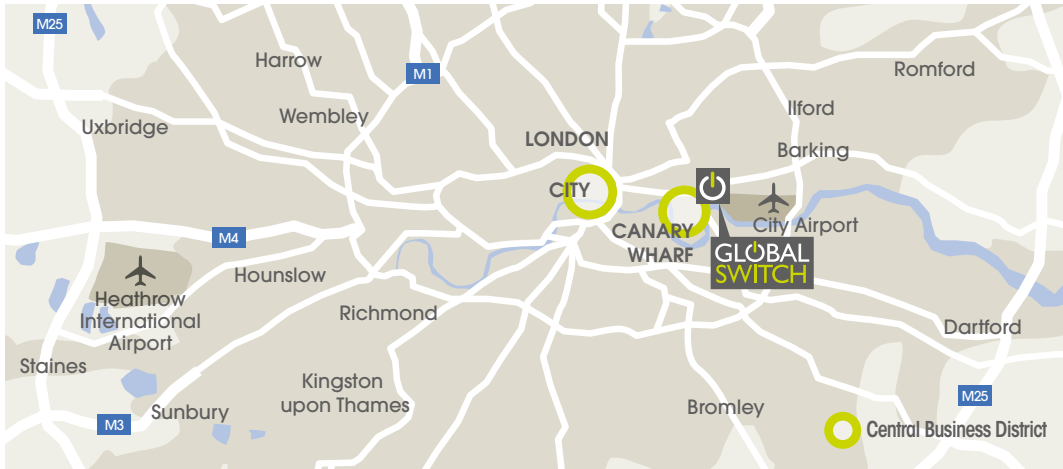 M25
Harrow
M1
Romford
Wembley
Ilford
Uxbridge
LONDON
Barking
CITY
CANARY
WHARF
City Airport
M4
GLOBAL
SWITCH
Hounslow
Heathrow
International
Airport
Richmond
Dartford
Staines
Kingston
upon Thames
Sunbury
M3
Bromley
M25
Central Business District